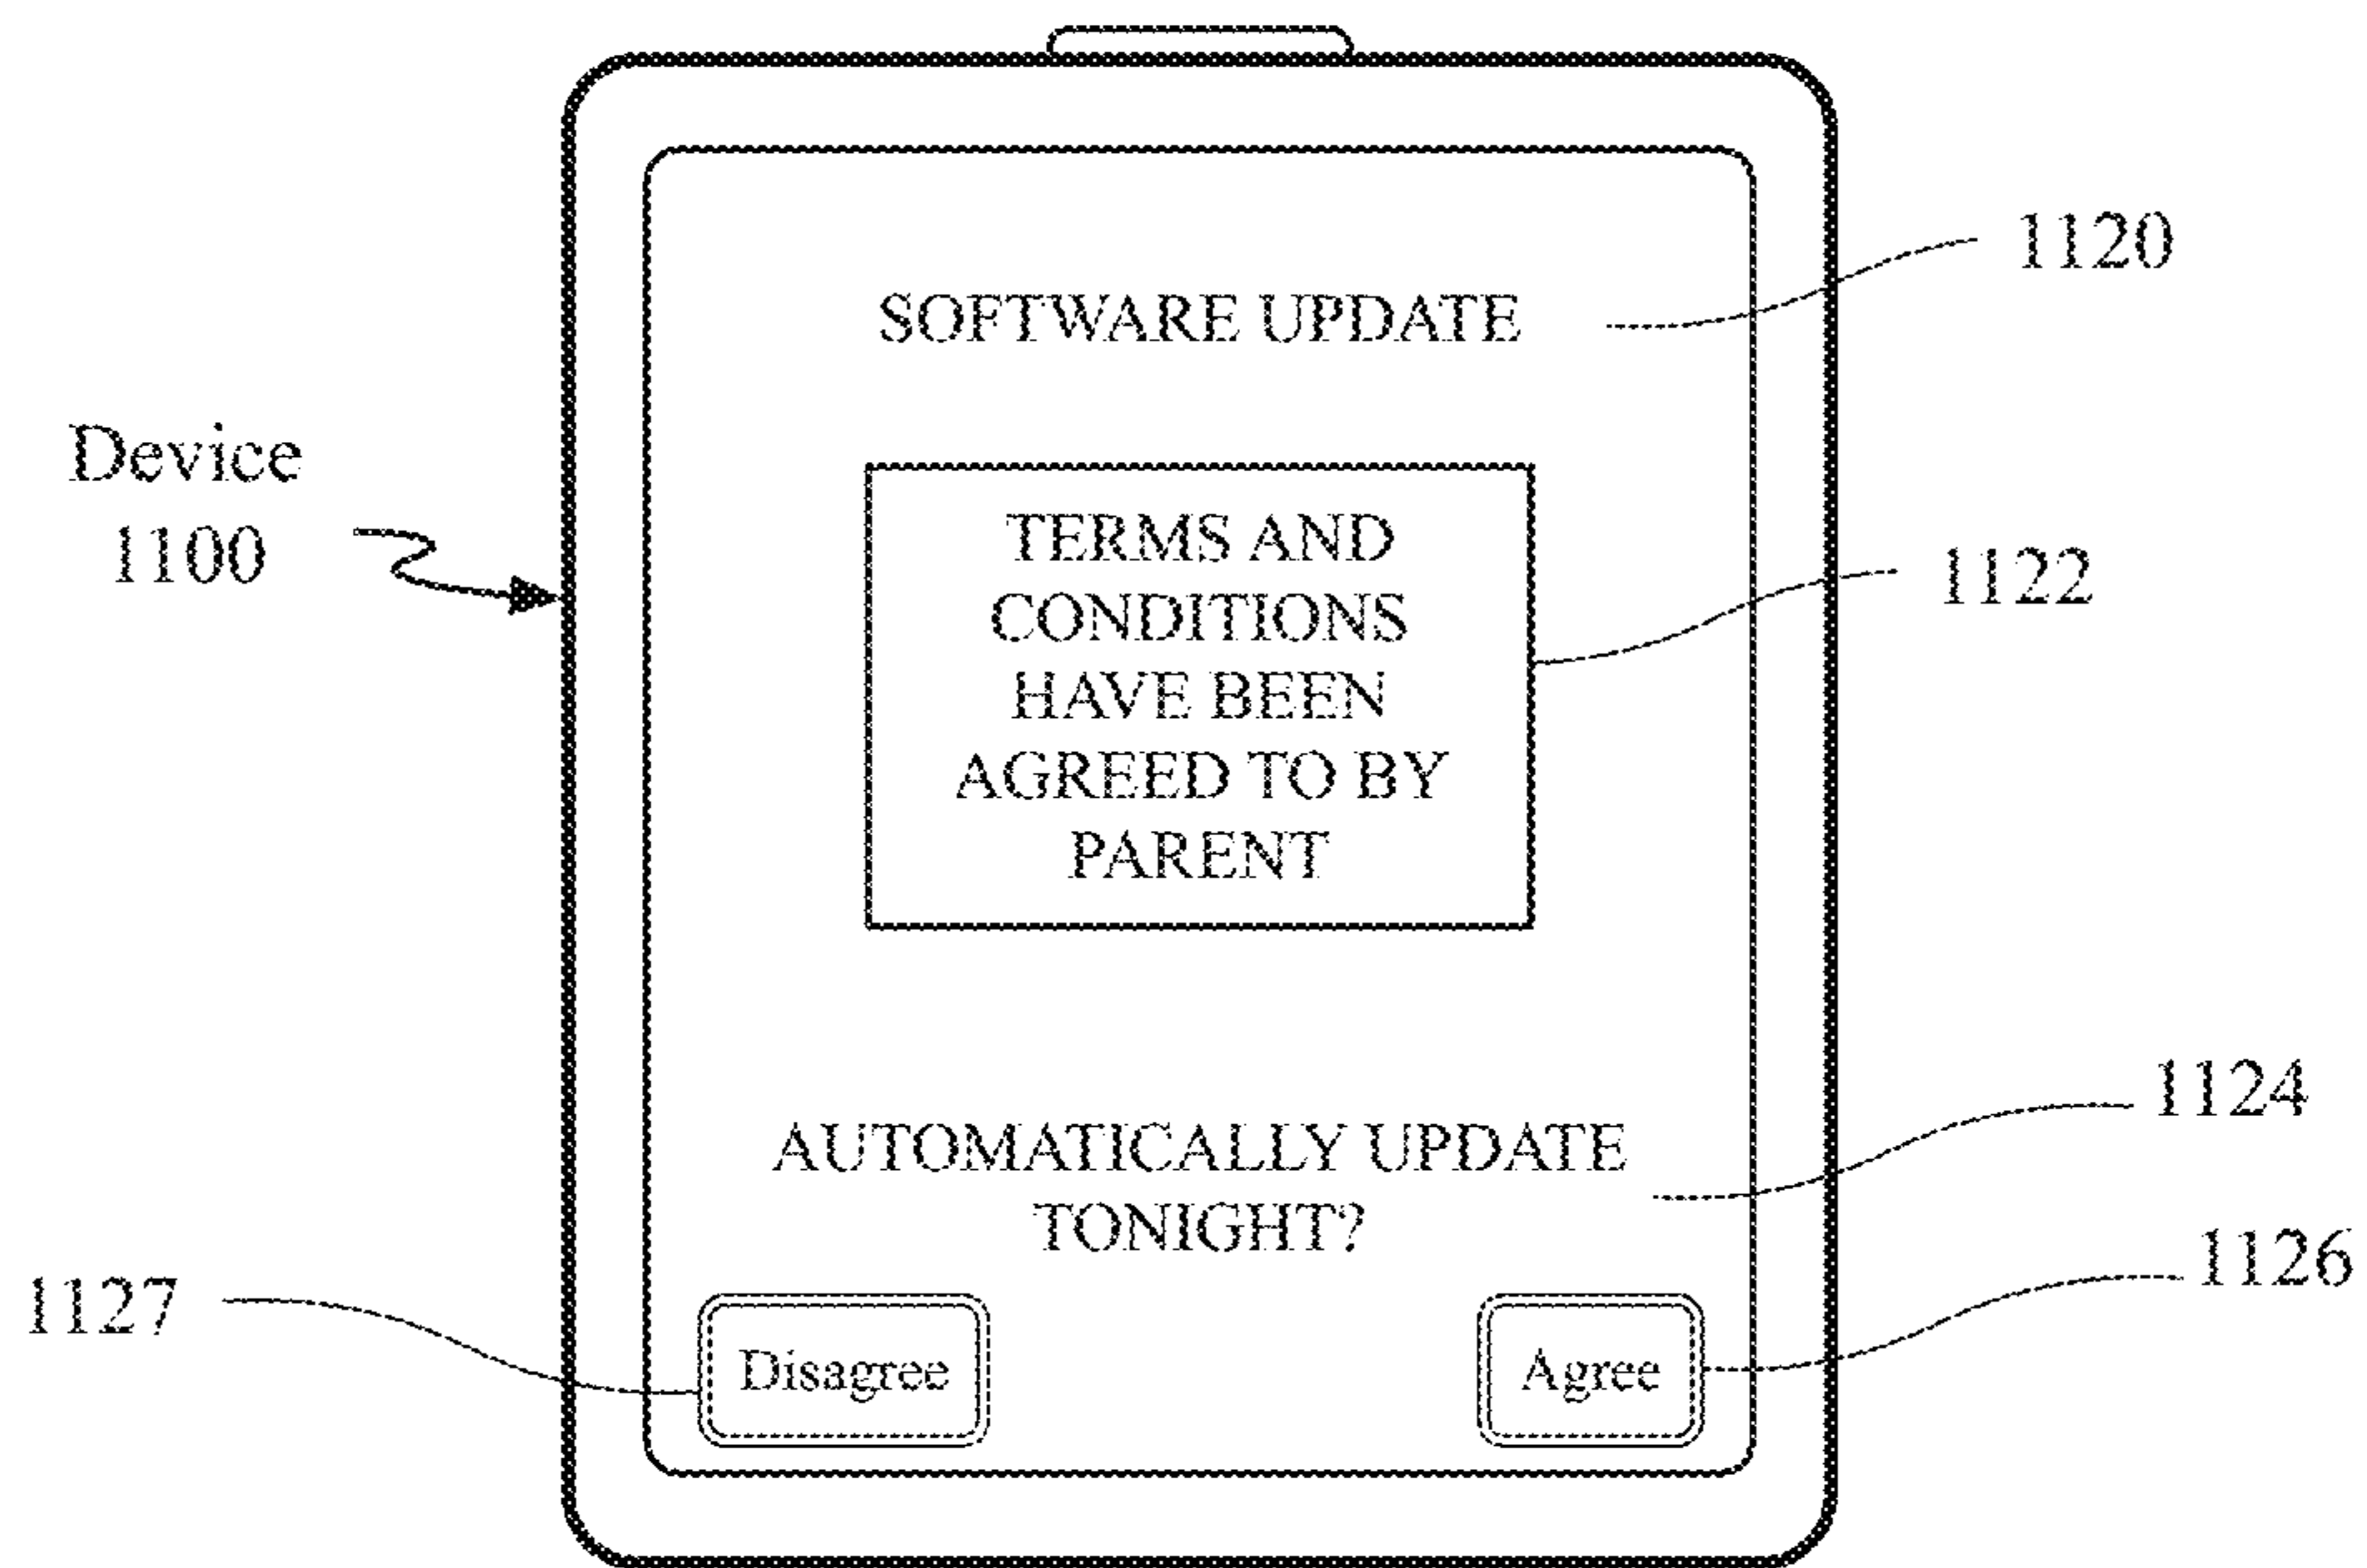 1120
SOFTWARE UPDATE
Device
1100
TERMS AND
CONDITIONS
HAVE BEEN
AGREED TO BY
PARENT
1122
1124
AUTOMATICALLY UPDATE
TONIGHT?
1126
1127
Disagree
Agree